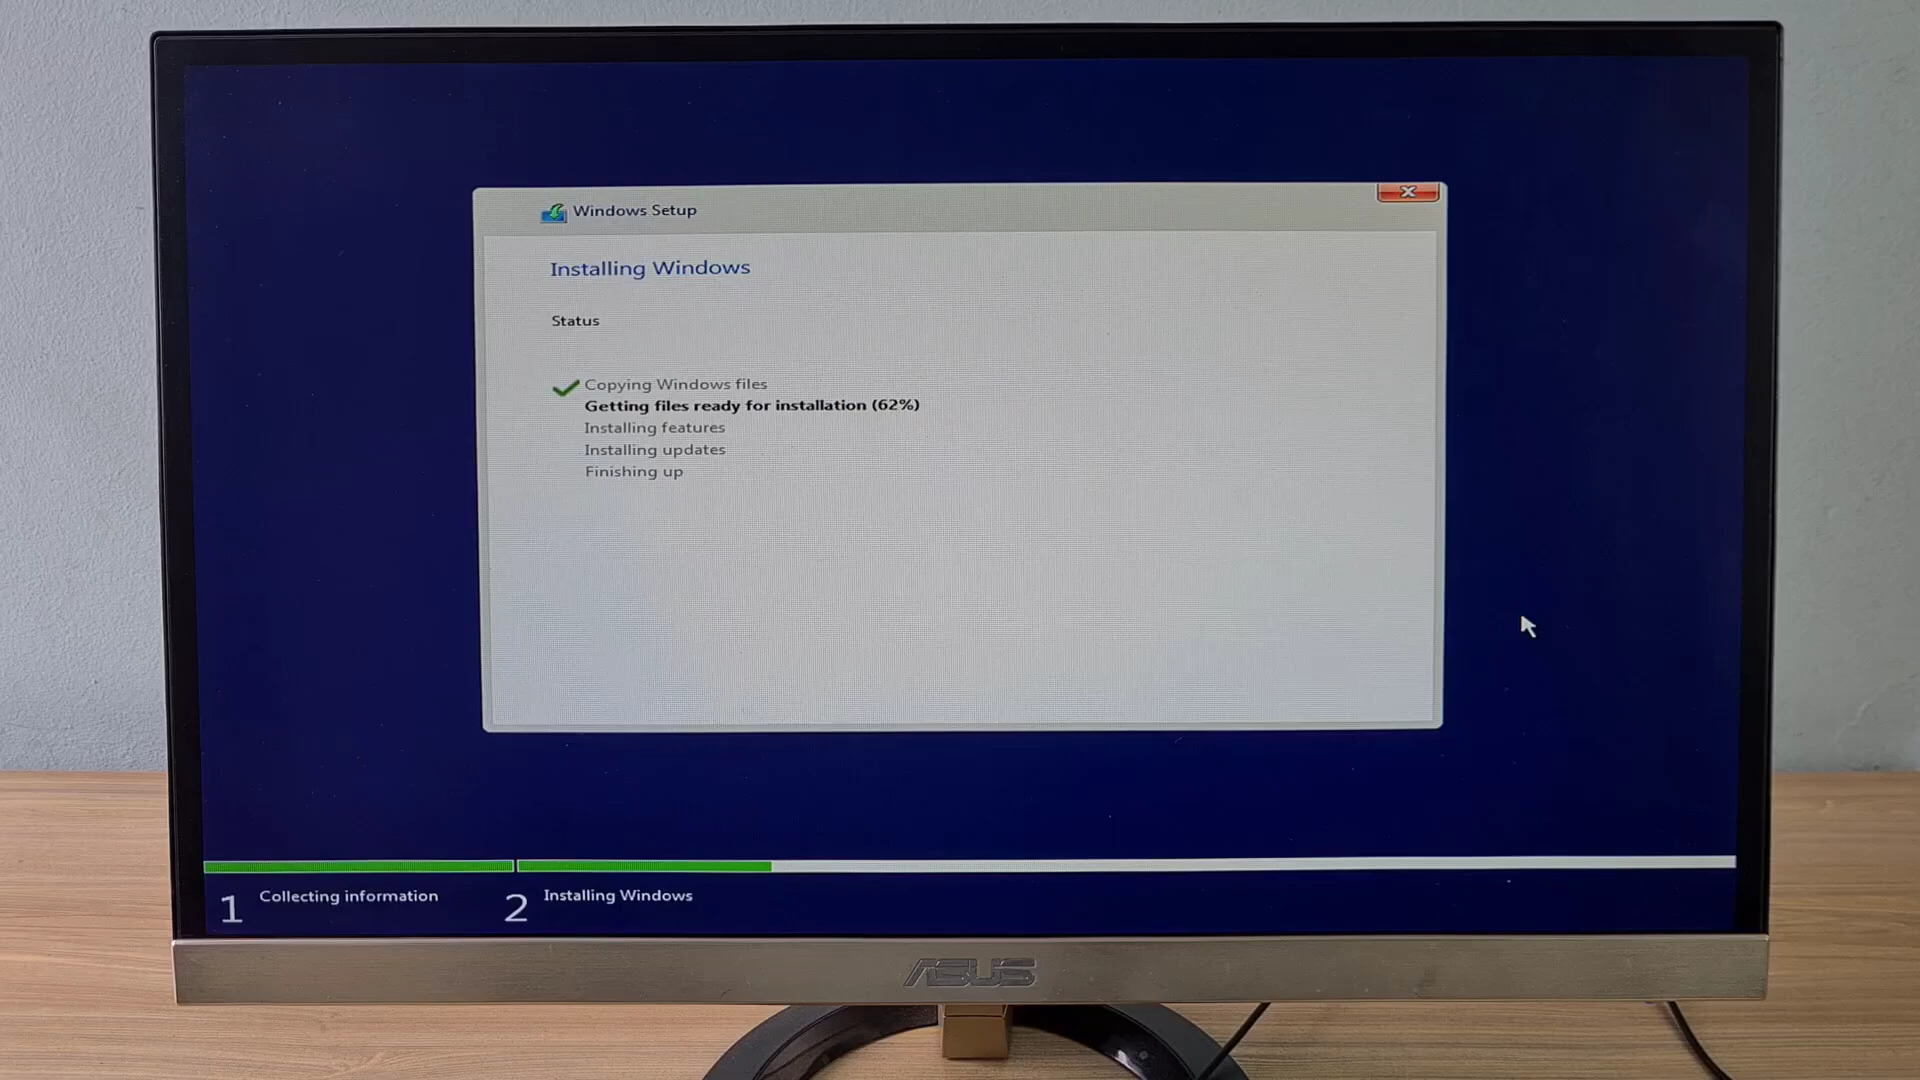 Windows Setup
Installing Windows
Status
Copying Windows files
Getting files ready for installation (62%)
Installing features
Installing updates
Finishing up
1 Collecting information
2 Installing Windows
ASUS